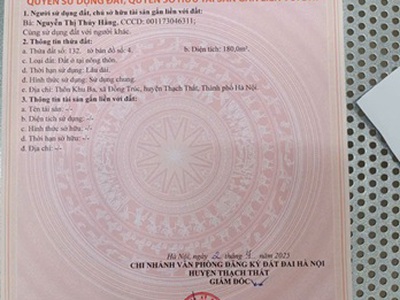 QUYỀN SỬ DỤNG ĐẤT, QUYỀN SỞ HỮU TÀI SẢN GẮN LIỀN VỚI ĐẤT
1. Người sử dụng đất, chủ sở hữu tài sản gắn liền với đất:
Bà: Nguyễn Thị Thúy Hằng, CCCD: 001173046311;
Cùng sử dụng đất với người khác.
2. Thông tin thửa đất:
a. Thửa đất số: 132, tờ bản đồ số: 4. b. Diện tích: 180,0m².
c. Loại đất: Đất ở tại nông thôn.
d. Thời hạn sử dụng: Lâu dài.
đ. Hình thức sử dụng: Sử dụng chung.
e. Địa chỉ: Thôn Khu Ba, xã Đồng Trúc, huyện Thạch Thất, Thành phố Hà Nội.
3. Thông tin tài sản gắn liền với đất:
a. Tên tài sản: -/-
b. Diện tích sử dụng: -/-
c. Hình thức sở hữu: -/-
d. Thời hạn sở hữu: -/-
đ. Địa chỉ: -/-
Hà Nội, ngày tháng năm 2025
CHI NHÁNH VĂN PHÒNG ĐĂNG KÝ ĐẤT ĐAI HÀ NỘI
HUYỆN THẠCH THẤT
GIÁM ĐỐC